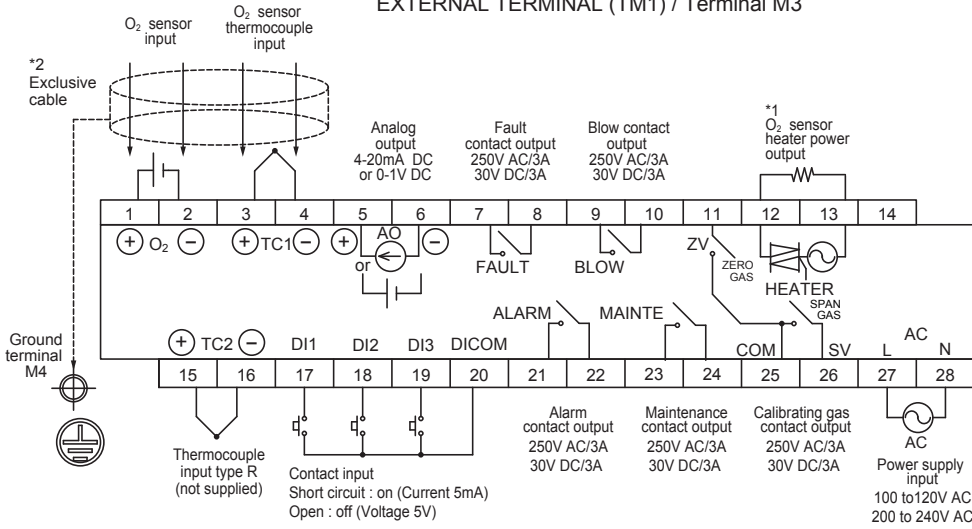 EXTERNAL TERMINAL (TM1) / Terminal M3
O₂ sensor
input
O₂ sensor
thermocouple
input
*2
Exclusive
cable
Analog
output
4-20mA DC
or 0-1V DC
Fault
contact output
250V AC/3A
30V DC/3A
Blow contact
output
250V AC/3A
30V DC/3A
*1
O₂ sensor
heater power
output
1 2 3 4 5 6 7 8 9 10 11 12 13 14
+ O₂ −
+ TC1 −
+ AO −
or
FAULT
BLOW
ZV
ZERO
GAS
HEATER
SPAN
GAS
ALARM
MAINTE
+ TC2 −
DI1 DI2 DI3 DICOM
COM
SV
L AC N
15 16 17 18 19 20 21 22 23 24 25 26 27 28
Ground
terminal
M4
Thermocouple
input type R
(not supplied)
Contact input
Short circuit : on (Current 5mA)
Open : off (Voltage 5V)
Alarm
contact output
250V AC/3A
30V DC/3A
Maintenance
contact output
250V AC/3A
30V DC/3A
Calibrating gas
contact output
250V AC/3A
30V DC/3A
AC
Power supply
input
100 to120V AC
200 to 240V AC